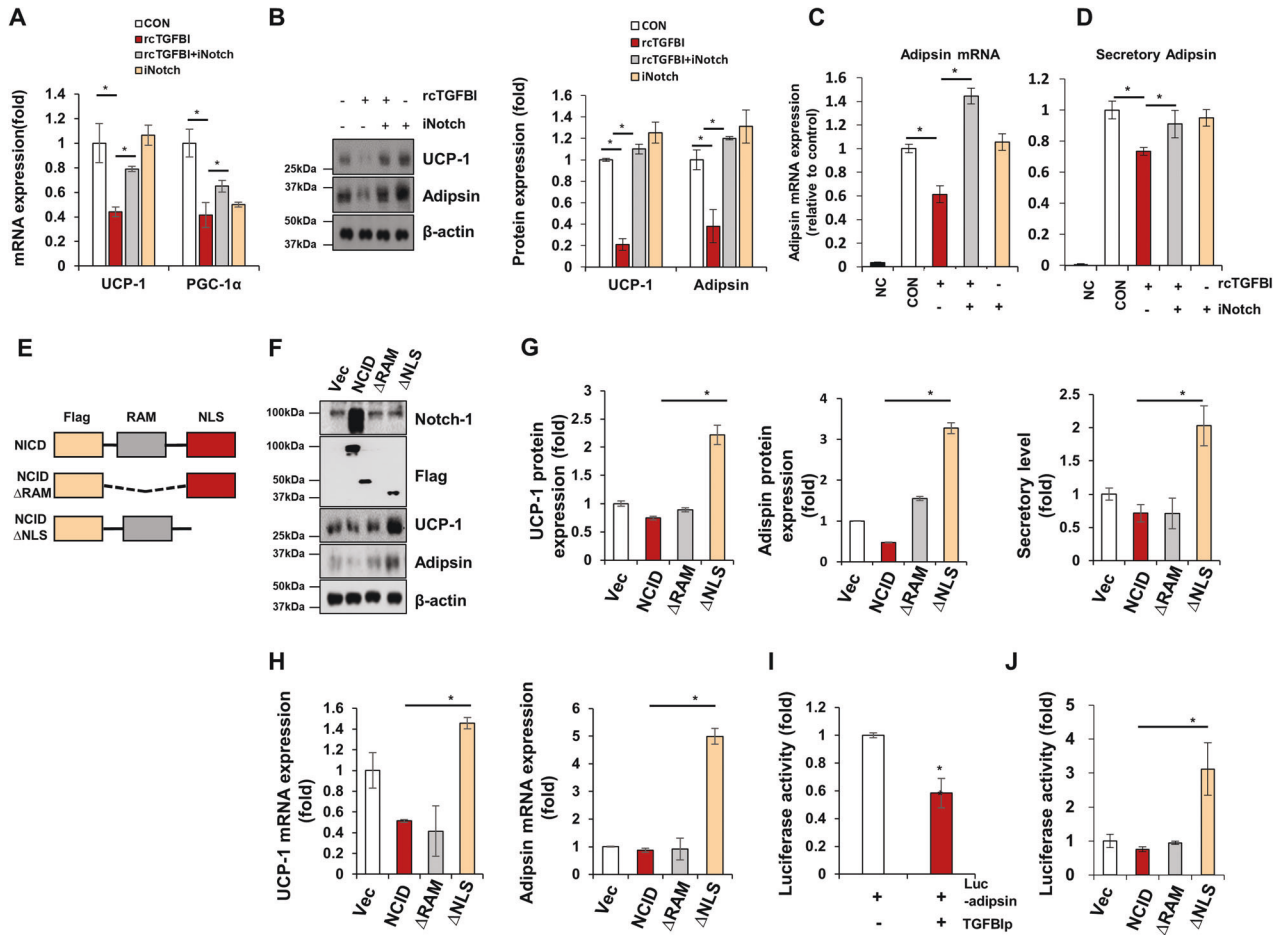 A
CON
rcTGFBI
rcTGFBI+iNotch
iNotch
mRNA expression(fold)
1.4
1.2
1
0.8
0.6
0.4
0.2
0
*
*
*
*
UCP-1
PGC-1α
B
- + + - rcTGFBI
- - + + iNotch
25kDa
UCP-1
37kDa
25kDa
Adipsin
50kDa
37kDa
β-actin
CON
rcTGFBI
rcTGFBI+iNotch
iNotch
Protein expression (fold)
1.6
1.4
1.2
1
0.8
0.6
0.4
0.2
0
*
*
*
*
UCP-1
Adipsin
C
Adipsin mRNA
Adipsin mRNA expression
(relative to control)
1.6
1.4
1.2
1
0.8
0.6
0.4
0.2
0
*
*
NC
CON
+ + -
- + +
D
Secretory Adipsin
1.2
1
0.8
0.6
0.4
0.2
0
*
*
NC
CON
+ + - rcTGFBI
- + + iNotch
E
Flag
RAM
NLS
NICD
NCID
ΔRAM
NCID
ΔNLS
F
Vec
NCID
ΔRAM
ΔNLS
100kDa
Notch-1
100kDa
50kDa
37kDa
Flag
25kDa
UCP-1
37kDa
Adipsin
50kDa
37kDa
β-actin
G
UCP-1 protein
expression (fold)
3
2.5
2
1.5
1
0.5
0
*
Vec
NCID
ΔRAM
ΔNLS
Adispin protein
expression (fold)
4
3
2
1
0
*
Vec
NCID
ΔRAM
ΔNLS
Secretory level
(fold)
2.5
2.0
1.5
1
0.5
0
*
Vec
NCID
ΔRAM
ΔNLS
H
UCP-1 mRNA expression
(fold)
1.6
1.4
1.2
1
0.8
0.6
0.4
0.2
0
*
Vec
NCID
ΔRAM
ΔNLS
Adipsin mRNA expression
(fold)
6
5
4
3
2
1
0
*
Vec
NCID
ΔRAM
ΔNLS
I
Luciferase activity (fold)
1.2
1
0.8
0.6
0.4
0.2
0
*
+ + Luc
-adipsin
- + TGFBIp
J
Luciferase activity (fold)
5
4
3
2
1
0
*
Vec
NCID
ΔRAM
ΔNLS